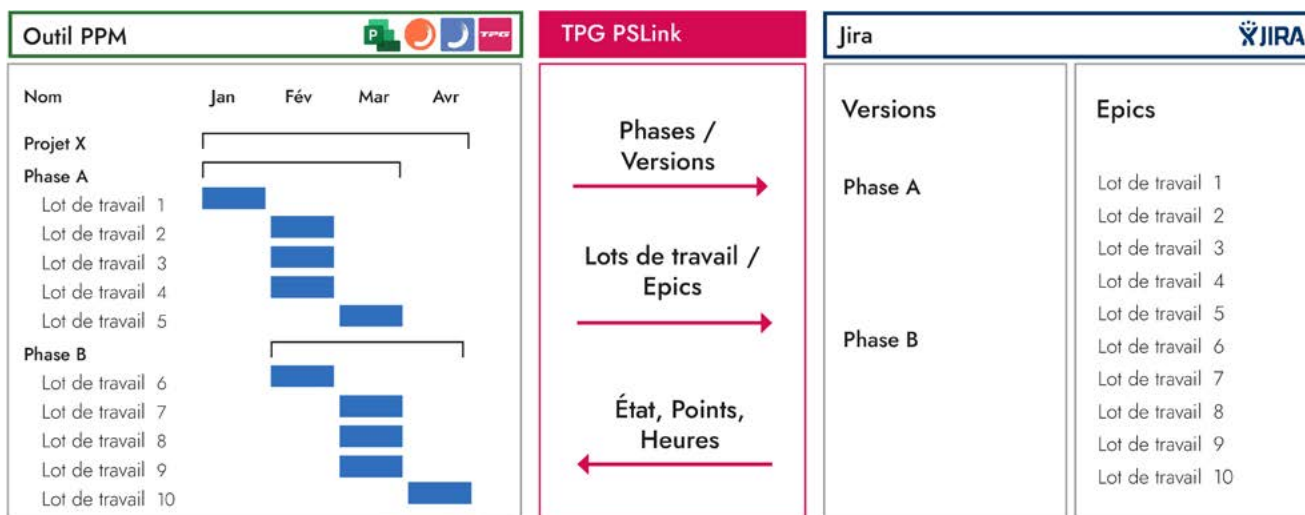 Outil PPM
P
TPG
TPG PSLink
Jira
JIRA
Nom Jan Fév Mar Avr
Projet X
Phase A
Lot de travail 1
Lot de travail 2
Lot de travail 3
Lot de travail 4
Lot de travail 5
Phase B
Lot de travail 6
Lot de travail 7
Lot de travail 8
Lot de travail 9
Lot de travail 10
Phases /
Versions
Lots de travail /
Epics
État, Points,
Heures
Versions
Phase A
Phase B
Epics
Lot de travail 1
Lot de travail 2
Lot de travail 3
Lot de travail 4
Lot de travail 5
Lot de travail 6
Lot de travail 7
Lot de travail 8
Lot de travail 9
Lot de travail 10